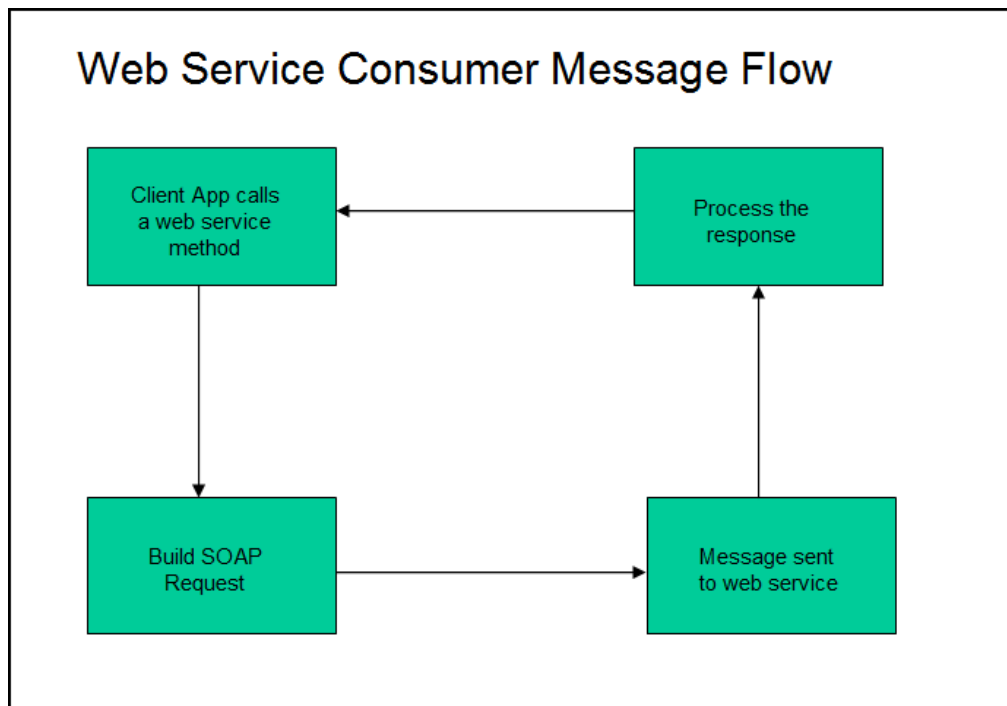 Web Service Consumer Message Flow
Client App calls
a web service
method
Process the
response
Build SOAP
Request
Message sent
to web service